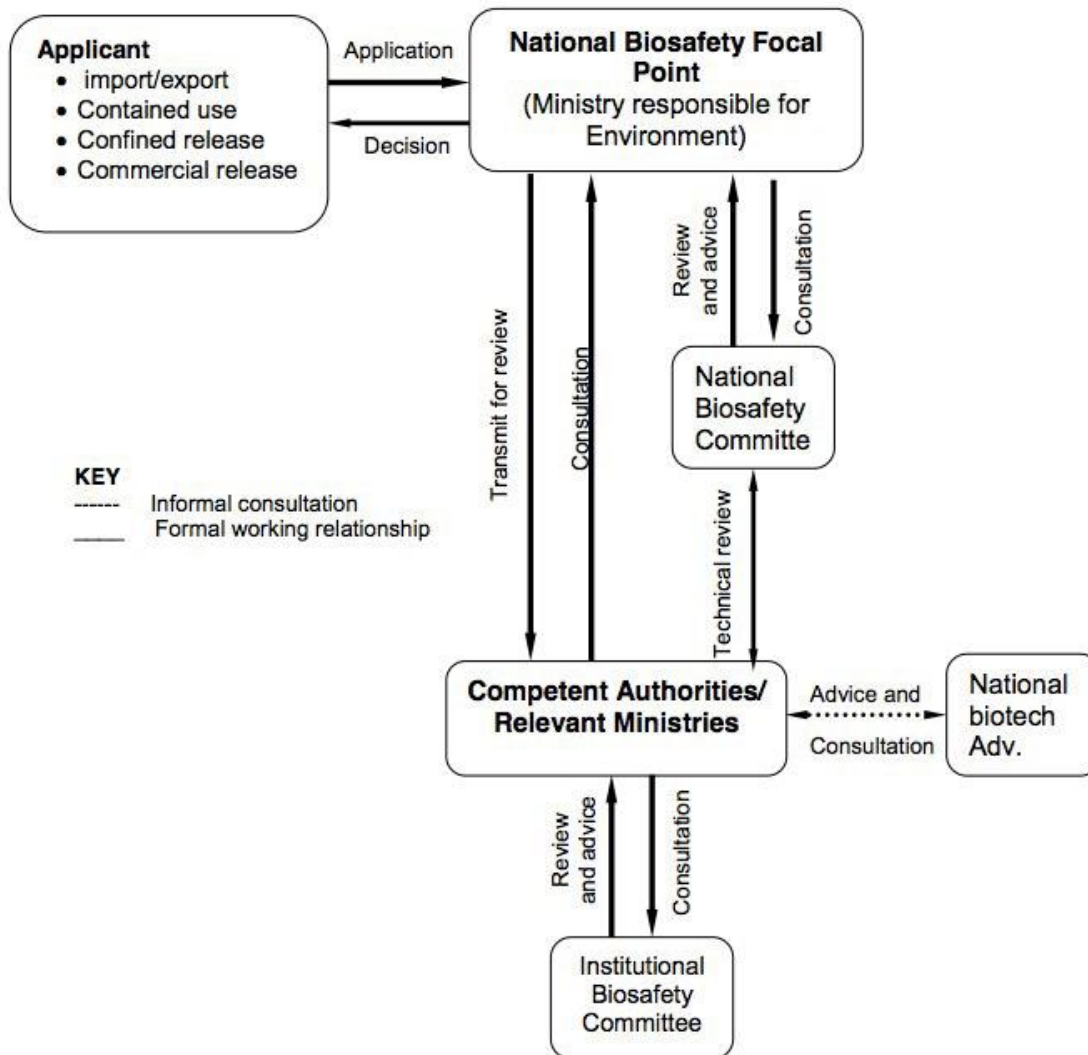 Applicant
• import/export
• Contained use
• Confined release
• Commercial release
Application
Decision
National Biosafety Focal
Point
(Ministry responsible for
Environment)
Transmit for review
Consultation
Review
and advice
Consultation
National
Biosafety
Committe
KEY
------ Informal consultation
____ Formal working relationship
Technical review
Competent Authorities/
Relevant Ministries
Advice and
Consultation
National
biotech
Adv.
Review
and advice
Consultation
Institutional
Biosafety
Committee